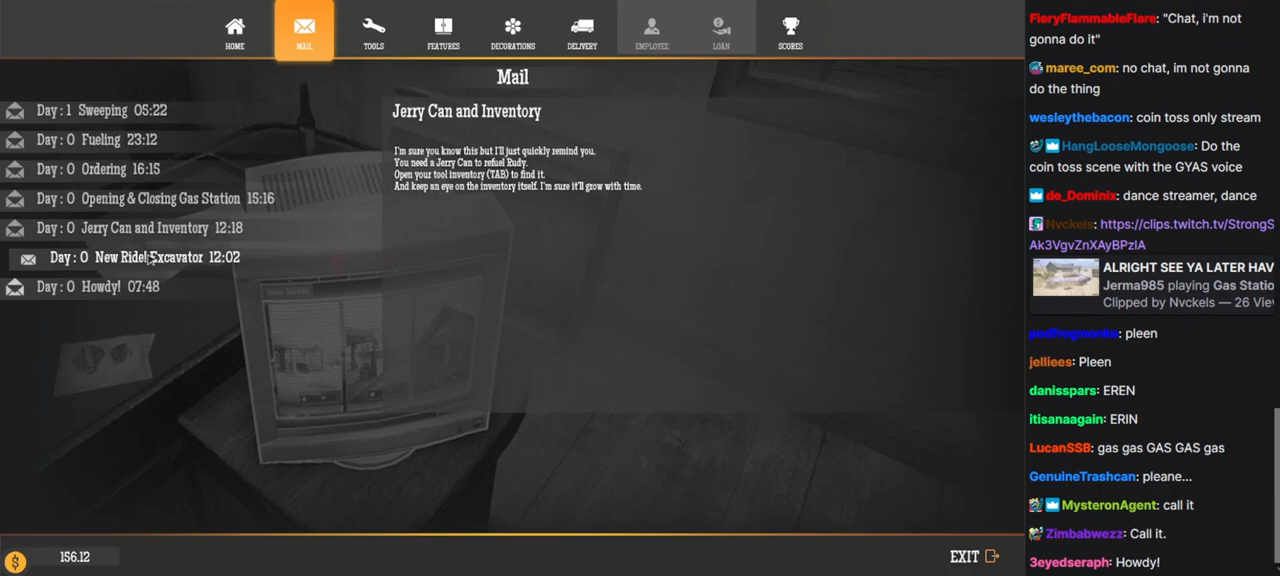 HOME
MAIL
TOOLS
FEATURES
DECORATIONS
DELIVERY
EMPLOYEE
LOAN
SCORES
Mail
Day : 1 Sweeping 05:22
Day : 0 Fueling 23:12
Day : 0 Ordering 16:15
Day : 0 Opening & Closing Gas Station 15:16
Day : 0 Jerry Can and Inventory 12:18
Day : 0 New Ride! Excavator 12:02
Day : 0 Howdy! 07:48
Jerry Can and Inventory
I'm sure you know this but I'll just quickly remind you.
You need a Jerry Can to refuel Rudy.
Open your tool inventory (TAB) to find it.
And keep an eye on the inventory itself. I'm sure it'll grow with time.
$ 156.12
EXIT
FieryFlammableFlare: "Chat, i'm not
gonna do it"
maree_com: no chat, im not gonna
do the thing
wesleythebacon: coin toss only stream
HangLooseMongoose: Do the
coin toss scene with the GYAS voice
de_Dominix: dance streamer, dance
Nvckels: https://clips.twitch.tv/StrongS
Ak3VgvZnXAyBPzIA
ALRIGHT SEE YA LATER HAV
Jerma985 playing Gas Statio
Clipped by Nvckels — 26 Vie
: pleen
jelliees: Pleen
danisspars: EREN
itisanaagain: ERIN
LucanSSB: gas gas GAS GAS gas
GenuineTrashcan: pleane...
MysteronAgent: call it
Zimbabwezz: Call it.
3eyedseraph: Howdy!